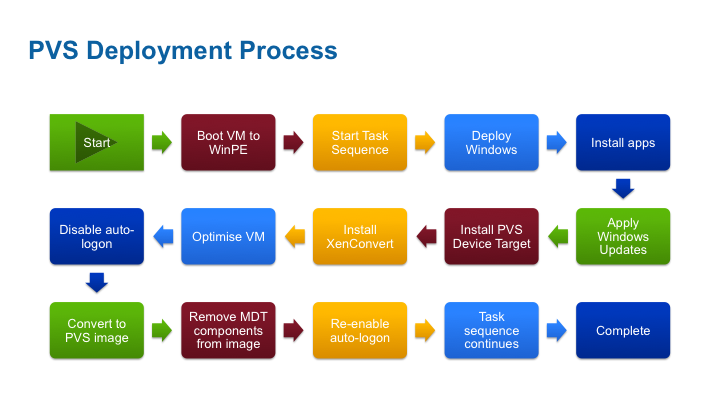 PVS Deployment Process
Start
Boot VM to
WinPE
Start Task
Sequence
Deploy
Windows
Install apps
Apply
Windows
Updates
Install PVS
Device Target
Install
XenConvert
Optimise VM
Disable auto-
logon
Convert to
PVS image
Remove MDT
components
from image
Re-enable
auto-logon
Task
sequence
continues
Complete